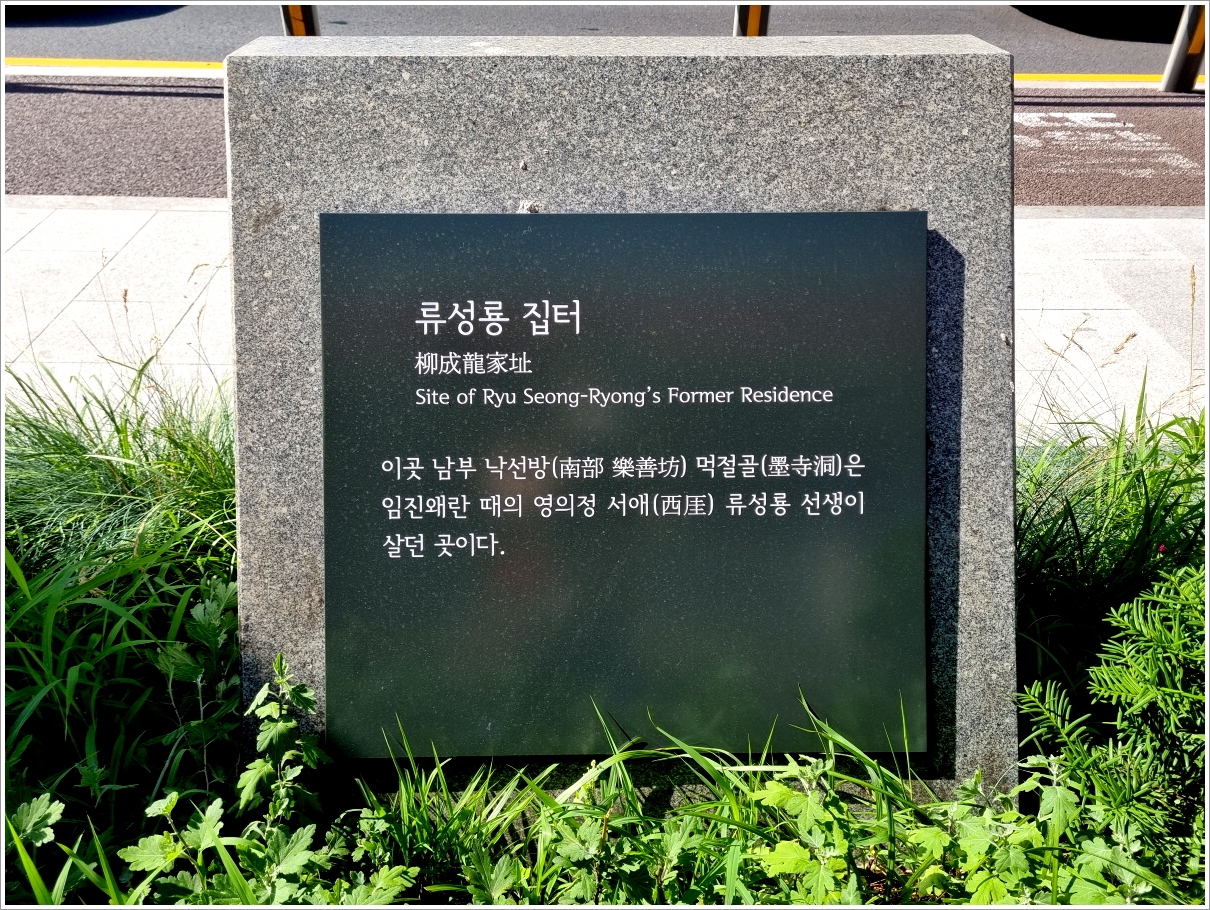 류성룡 집터
柳成龍家址
Site of Ryu Seong-Ryong's Former Residence
이곳 남부 낙선방(南部 樂善坊) 먹절골(墨寺洞)은
임진왜란 때의 영의정 서애(西厓) 류성룡 선생이
살던 곳이다.